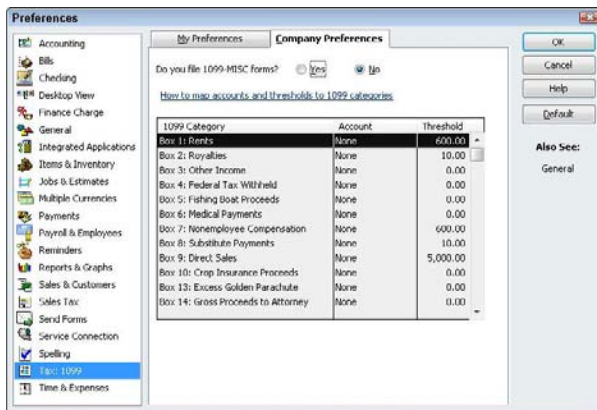 Preferences
Accounting
Bills
Checking
Desktop View
Finance Charge
General
Integrated Applications
Items & Inventory
Jobs & Estimates
Multiple Currencies
Payments
Payroll & Employees
Reminders
Reports & Graphs
Sales & Customers
Sales Tax
Send Forms
Service Connection
Spelling
Tax: 1099
Time & Expenses
My Preferences Company Preferences
Do you file 1099-MISC forms? Yes No
How to map accounts and thresholds to 1099 categories
1099 Category Account Threshold
Box 1: Rents None 600.00
Box 2: Royalties None 10.00
Box 3: Other Income None 0.00
Box 4: Federal Tax Withheld None 0.00
Box 5: Fishing Boat Proceeds None 0.00
Box 6: Medical Payments None 0.00
Box 7: Nonemployee Compensation None 600.00
Box 8: Substitute Payments None 10.00
Box 9: Direct Sales None 5,000.00
Box 10: Crop Insurance Proceeds None 0.00
Box 13: Excess Golden Parachute None 0.00
Box 14: Gross Proceeds to Attorney None 0.00
OK
Cancel
Help
Default
Also See:
General